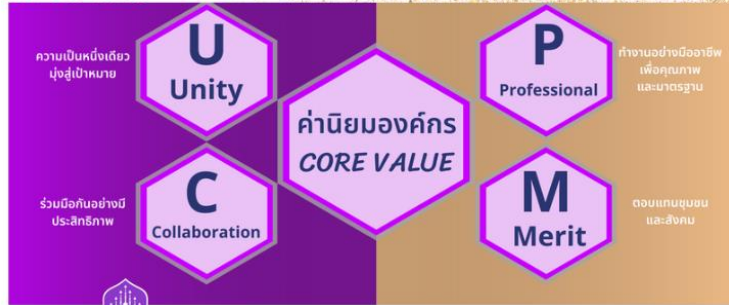 ความเป็นหนึ่งเดียว
มุ่งสู่เป้าหมาย
U
Unity
ค่านิยมองค์กร
CORE VALUE
P
Professional
ทำงานอย่างมืออาชีพ
เพื่อคุณภาพ
และมาตรฐาน
ร่วมมือกันอย่างมี
ประสิทธิภาพ
C
Collaboration
M
Merit
ตอบแทนชุมชน
และสังคม